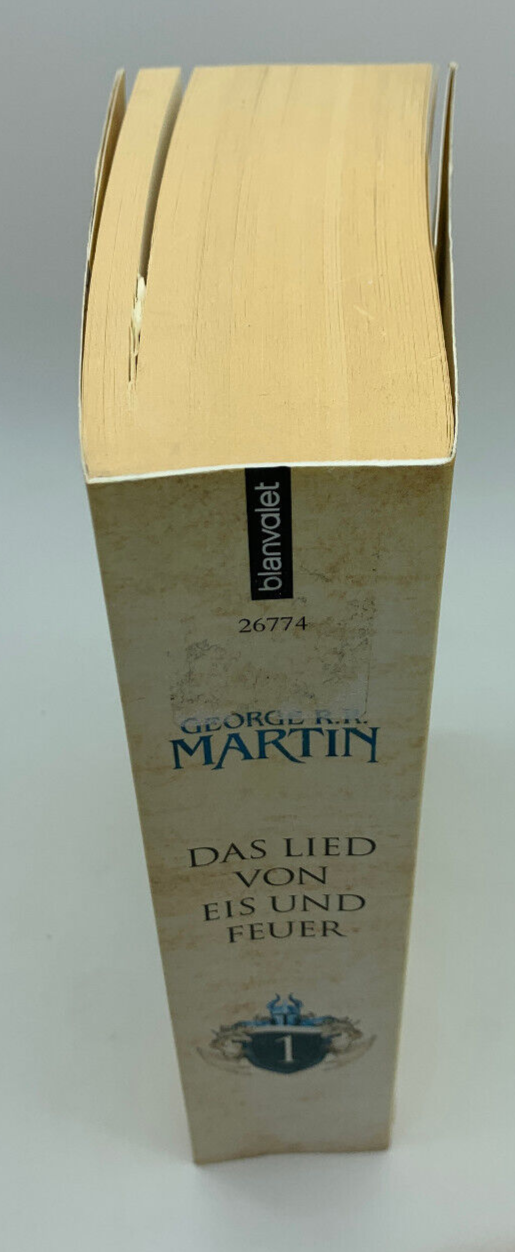 blanvalet
26774
GEORGE R.R.
MARTIN
DAS LIED
VON
EIS UND
FEUER
1